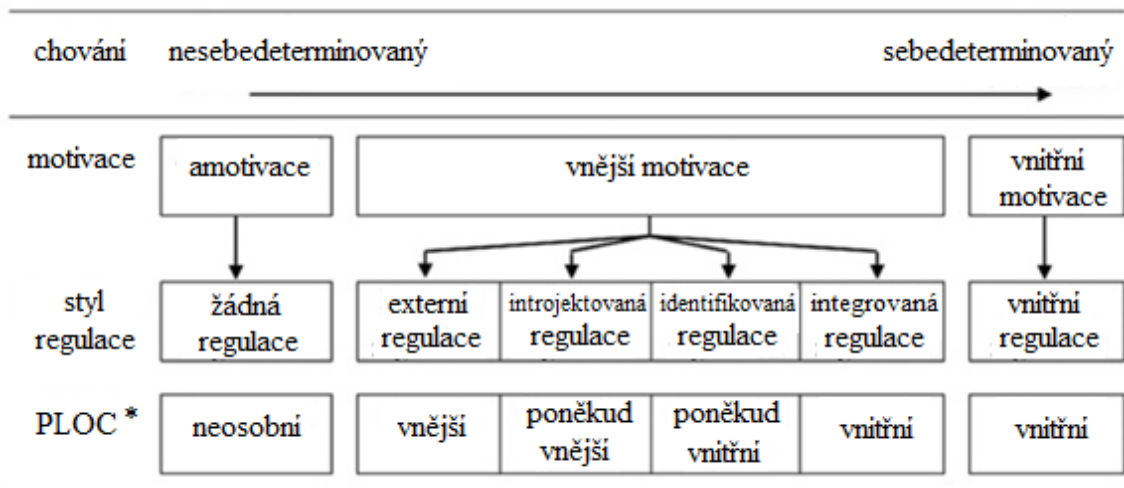 chování nesebedeterminovaný sebedeterminovaný
motivace amotivace vnější motivace vnitřní
motivace
styl žádná externí introjektovaná identifikovaná integrovaná vnitřní
regulace regulace regulace regulace regulace regulace regulace
PLOC * neosobní vnější poněkud poněkud vnitřní vnitřní
vnější vnitřní